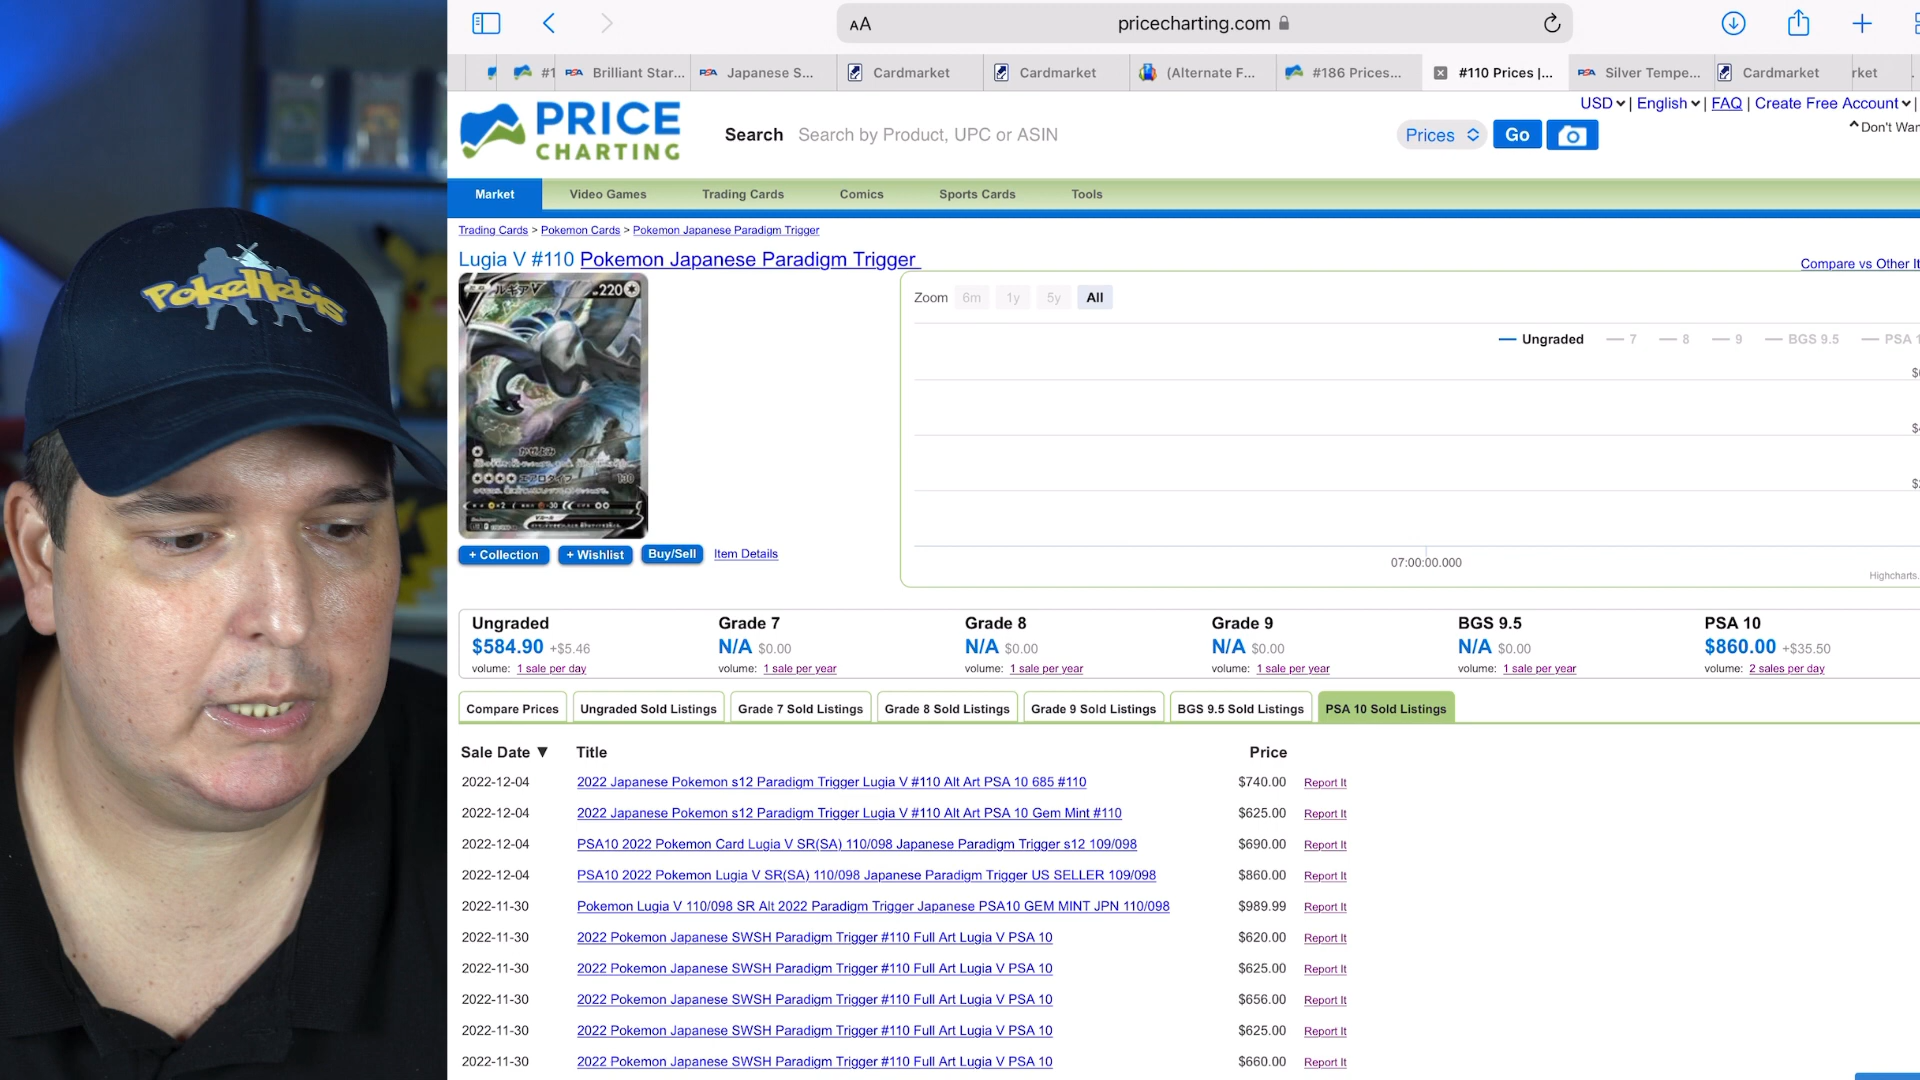 AA
pricecharting.com
#1
PSA Brilliant Star...
PSA Japanese S...
Cardmarket
Cardmarket
(Alternate F...
#186 Prices...
#110 Prices |...
PSA Silver Tempe...
Cardmarket
rket
USD | English | FAQ | Create Free Account |
PRICE
CHARTING
Search Search by Product, UPC or ASIN
Prices Go
Don't Wan
Market Video Games Trading Cards Comics Sports Cards Tools
Trading Cards > Pokemon Cards > Pokemon Japanese Paradigm Trigger
Lugia V #110 Pokemon Japanese Paradigm Trigger
Compare vs Other It
ルギアV 220
かぜよみ
エアロダイブ 130
PokeHebis
Zoom 6m 1y 5y All
Ungraded 7 8 9 BGS 9.5 PSA 1
07:00:00.000
Highcharts.
+ Collection + Wishlist Buy/Sell Item Details
Ungraded Grade 7 Grade 8 Grade 9 BGS 9.5 PSA 10
$584.90 +$5.46 N/A $0.00 N/A $0.00 N/A $0.00 N/A $0.00 $860.00 +$35.50
volume: 1 sale per day volume: 1 sale per year volume: 1 sale per year volume: 1 sale per year volume: 1 sale per year volume: 2 sales per day
Compare Prices Ungraded Sold Listings Grade 7 Sold Listings Grade 8 Sold Listings Grade 9 Sold Listings BGS 9.5 Sold Listings PSA 10 Sold Listings
Sale Date ▼ Title Price
2022-12-04 2022 Japanese Pokemon s12 Paradigm Trigger Lugia V #110 Alt Art PSA 10 685 #110 $740.00 Report It
2022-12-04 2022 Japanese Pokemon s12 Paradigm Trigger Lugia V #110 Alt Art PSA 10 Gem Mint #110 $625.00 Report It
2022-12-04 PSA10 2022 Pokemon Card Lugia V SR(SA) 110/098 Japanese Paradigm Trigger s12 109/098 $690.00 Report It
2022-12-04 PSA10 2022 Pokemon Lugia V SR(SA) 110/098 Japanese Paradigm Trigger US SELLER 109/098 $860.00 Report It
2022-11-30 Pokemon Lugia V 110/098 SR Alt 2022 Paradigm Trigger Japanese PSA10 GEM MINT JPN 110/098 $989.99 Report It
2022-11-30 2022 Pokemon Japanese SWSH Paradigm Trigger #110 Full Art Lugia V PSA 10 $620.00 Report It
2022-11-30 2022 Pokemon Japanese SWSH Paradigm Trigger #110 Full Art Lugia V PSA 10 $625.00 Report It
2022-11-30 2022 Pokemon Japanese SWSH Paradigm Trigger #110 Full Art Lugia V PSA 10 $656.00 Report It
2022-11-30 2022 Pokemon Japanese SWSH Paradigm Trigger #110 Full Art Lugia V PSA 10 $625.00 Report It
2022-11-30 2022 Pokemon Japanese SWSH Paradigm Trigger #110 Full Art Lugia V PSA 10 $660.00 Report It